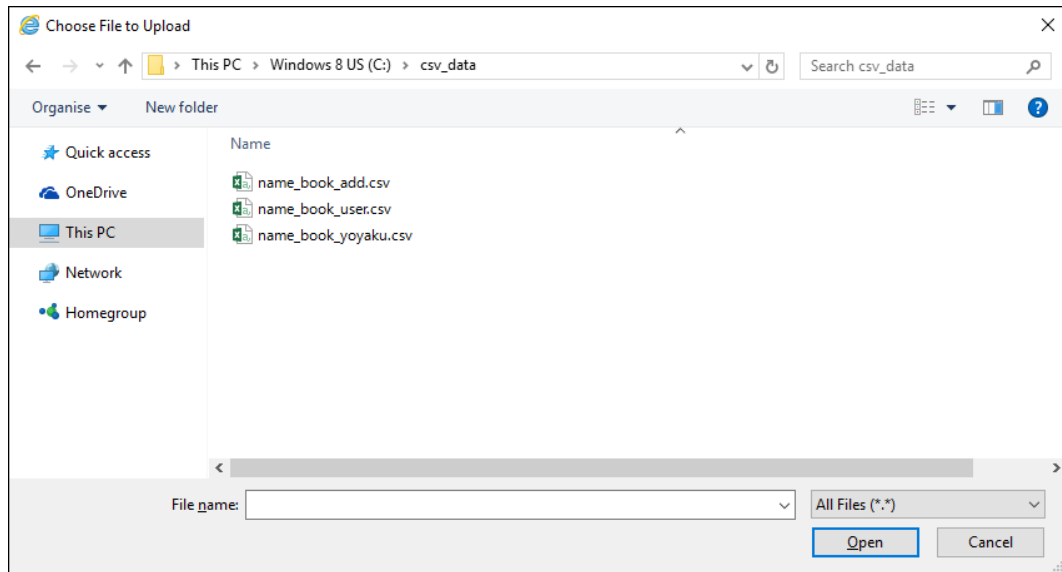 Choose File to Upload
This PC > Windows 8 US (C:) > csv_data
Search csv_data
Organise
New folder
Quick access
OneDrive
This PC
Network
Homegroup
Name
name_book_add.csv
name_book_user.csv
name_book_yoyaku.csv
File name:
All Files (*.*)
Open
Cancel